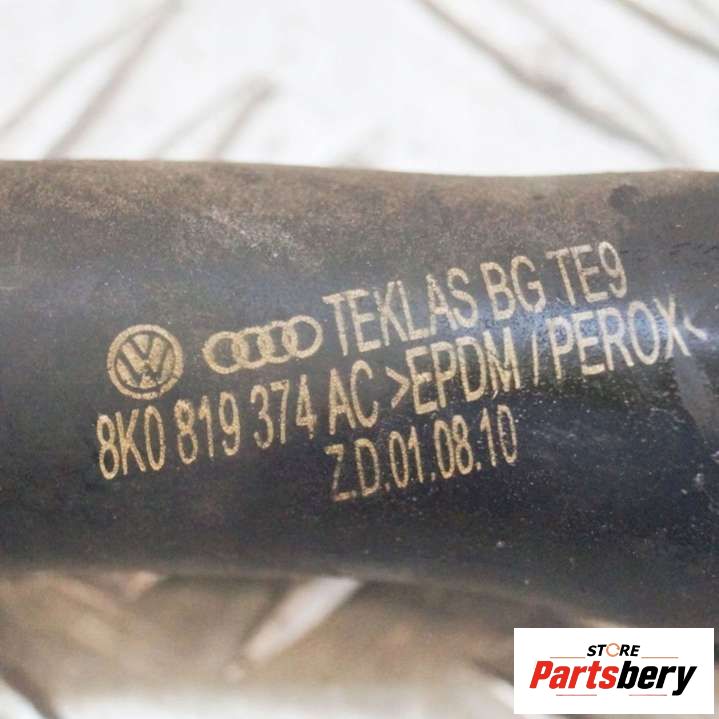 TEKLAS BG TE9
8K0 819 374 AC >EPDM / PEROX<
Z.D.01.08.10
STORE
Partsbery